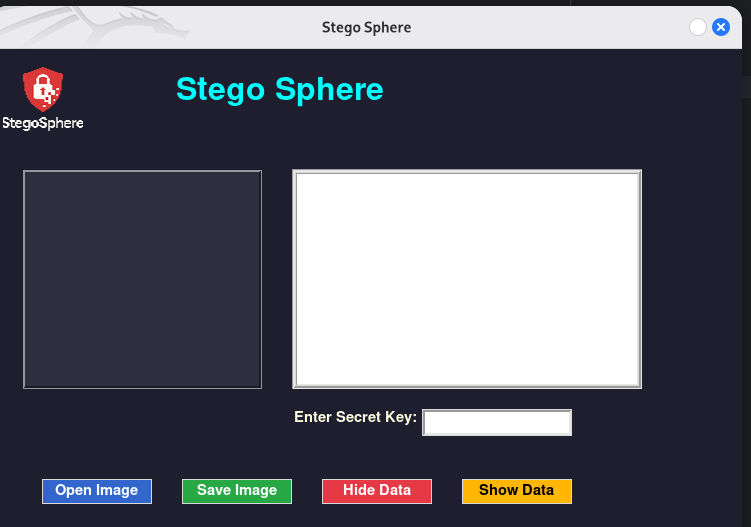 Stego Sphere
StegoSphere
Stego Sphere
Enter Secret Key:
Open Image
Save Image
Hide Data
Show Data